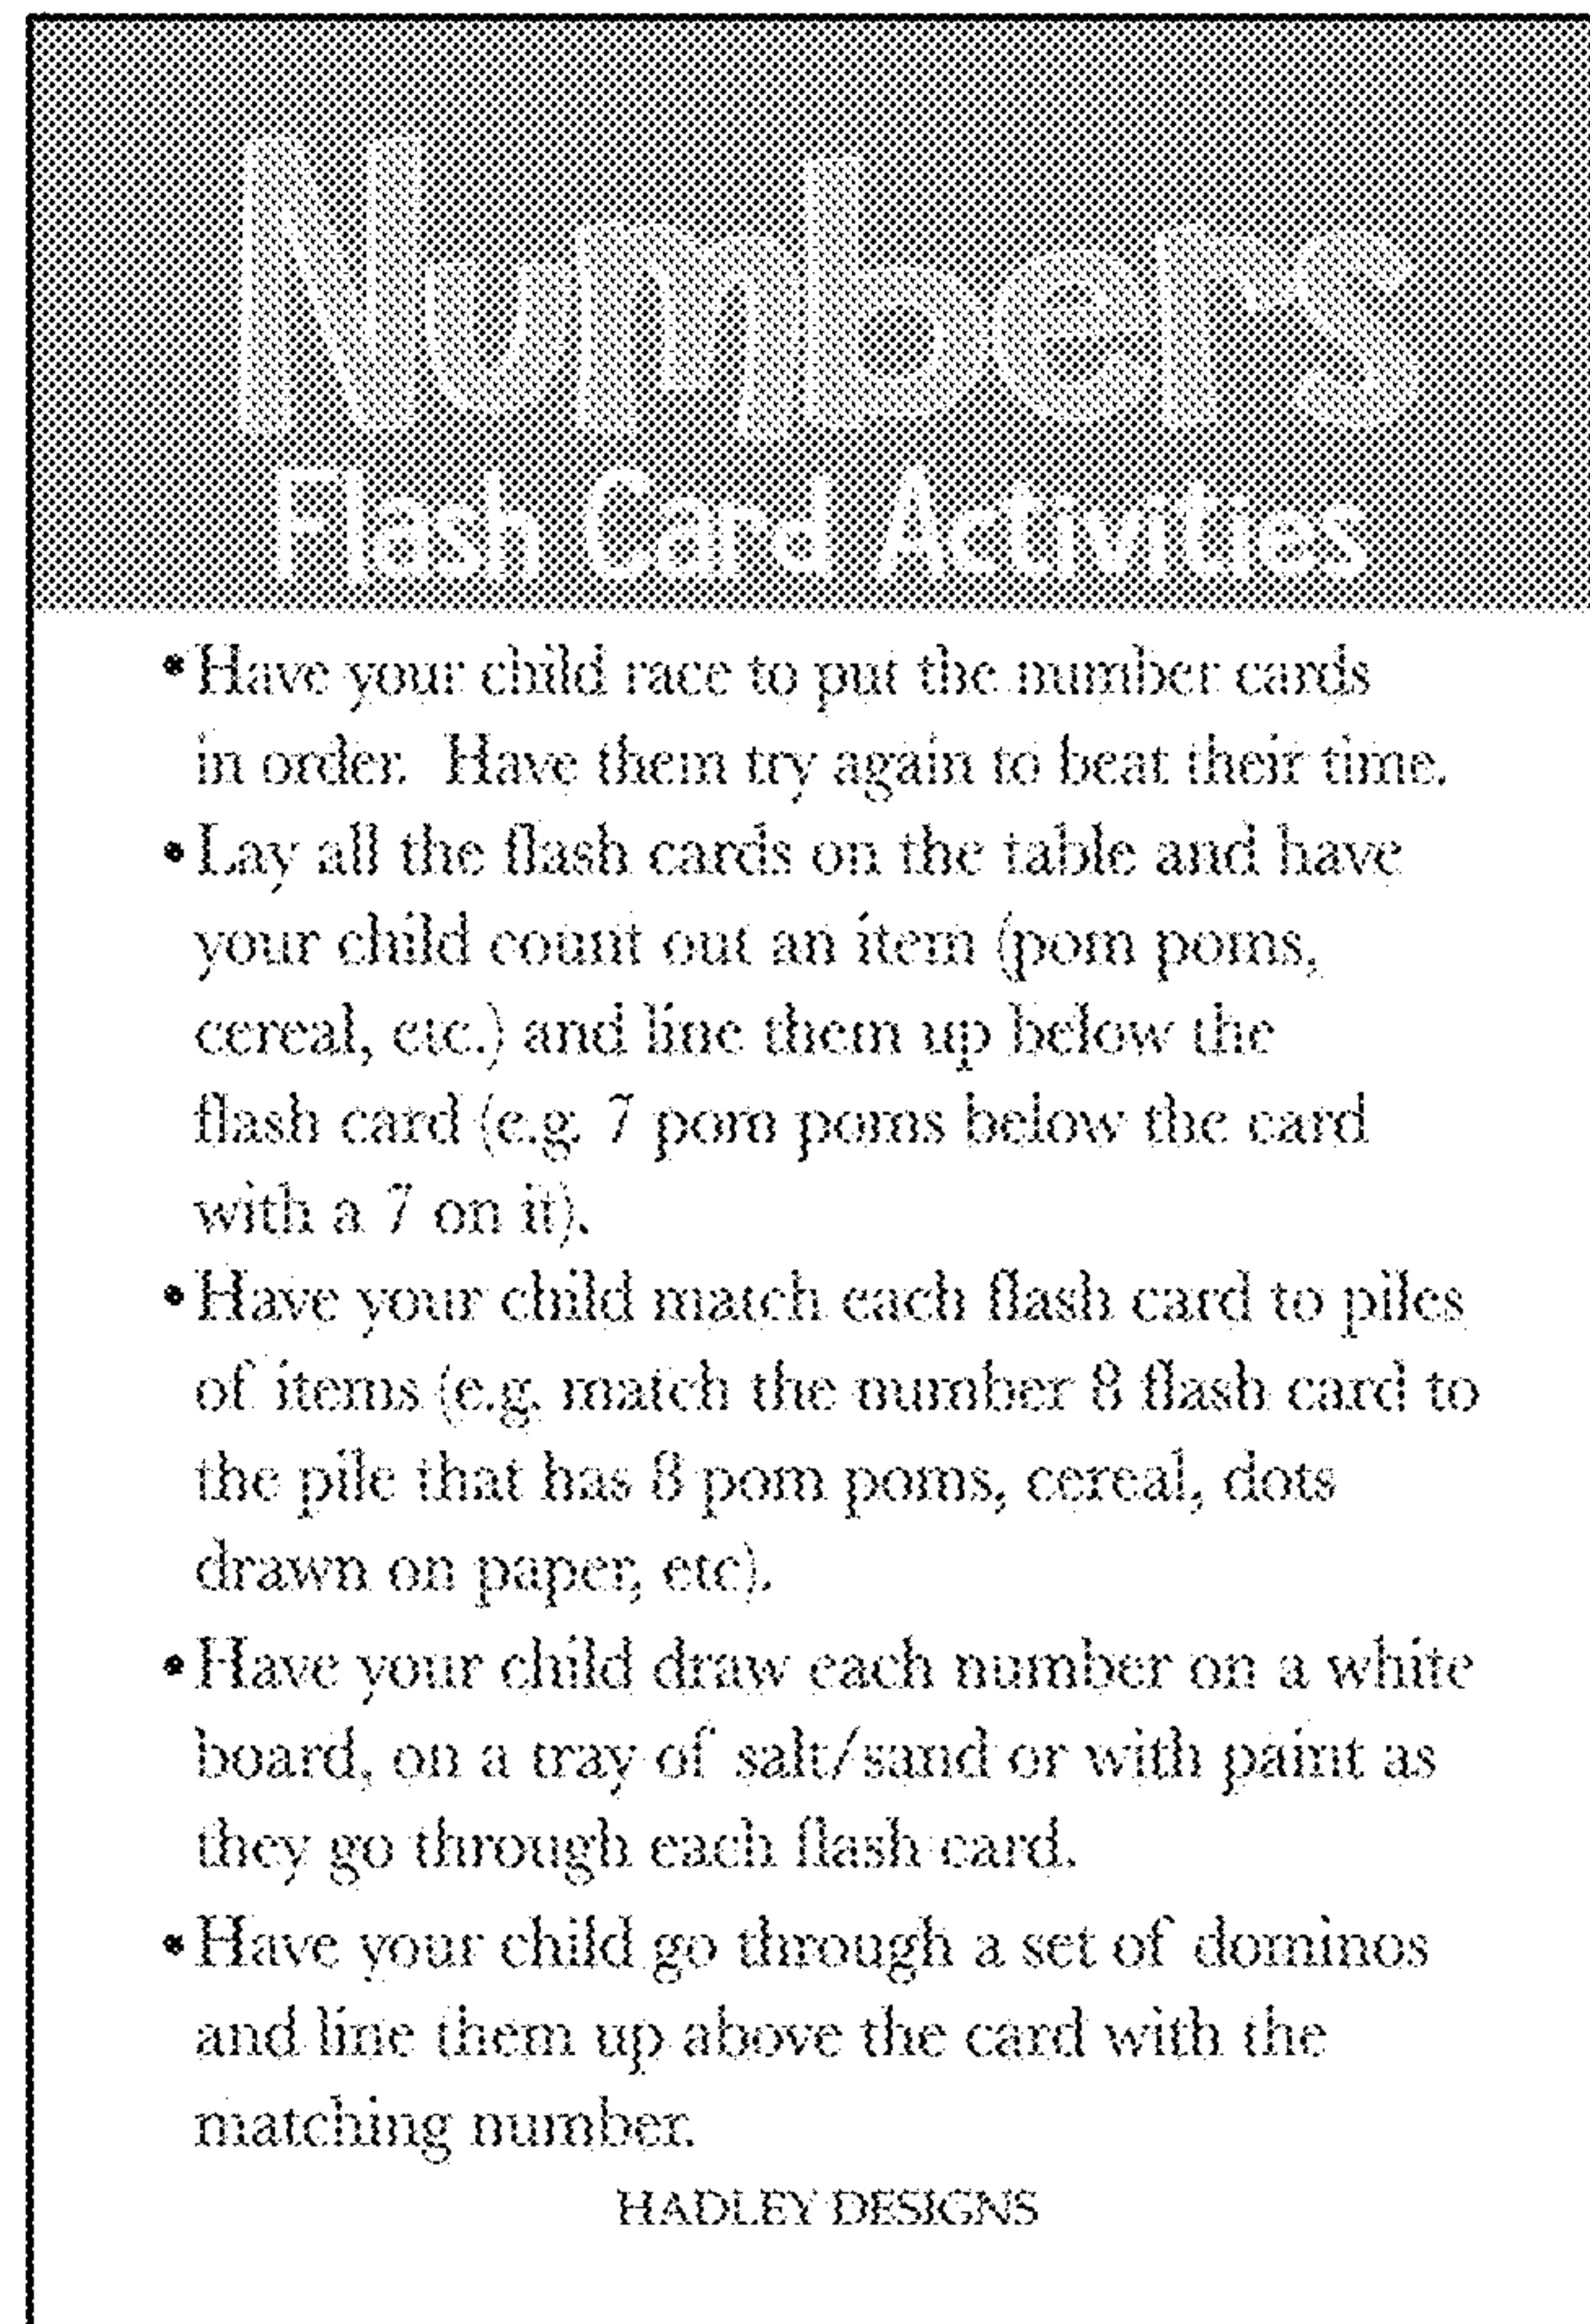 Numbers
Flash Card Activities
• Have your child race to put the number cards
in order. Have them try again to beat their time.
• Lay all the flash cards on the table and have
your child count out an item (pom poms,
cereal, etc.) and line them up below the
flash card (e.g. 7 pom poms below the card
with a 7 on it).
• Have your child match each flash card to piles
of items (e.g. match the number 8 flash card to
the pile that has 8 pom poms, cereal, dots
drawn on paper, etc).
• Have your child draw each number on a white
board, on a tray of salt/sand or with paint as
they go through each flash card.
• Have your child go through a set of dominos
and line them up above the card with the
matching number.
HADLEY DESIGNS